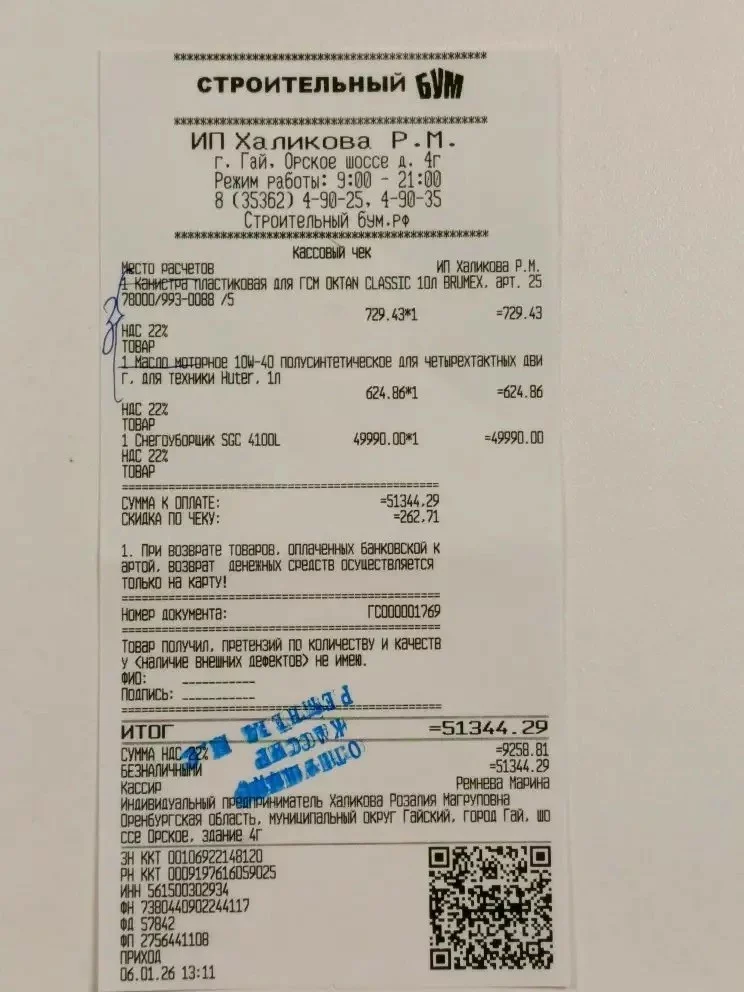 ****************************************************
СТРОИТЕЛЬНЫЙ БУМ
****************************************************
ИП Халикова Р.М.
г. Гай, Орское шоссе д. 4г
Режим работы: 9:00 - 21:00
8 (35362) 4-90-25, 4-90-35
Строительный бум.рф
****************************************************
Кассовый чек
Место расчетов ИП Халикова Р.М.
1 Канистра пластиковая для ГСМ OKTAN CLASSIC 10л BRUMEX, арт. 25
78000/993-0088 /5
729.43*1 =729.43
НДС 22%
ТОВАР
1 Масло моторное 10W-40 полусинтетическое для четырехтактных дви
г. для техники Huter, 1л
624.86*1 =624.86
НДС 22%
ТОВАР
1 Снегоуборщик SGC 4100L 49990.00*1 =49990.00
НДС 22%
ТОВАР
================================================
СУММА К ОПЛАТЕ: =51344.29
СКИДКА ПО ЧЕКУ: =262.71
1. При возврате товаров, оплаченных банковской к
артой, возврат денежных средств осуществляется
только на карту!
================================================
Номер документа: ГС000001769
================================================
Товар получил, претензий по количеству и качеств
у (наличие внешних дефектов) не имею.
ФИО: ___________
Подпись: ___________
================================================
ИТОГ =51344.29
СУММА НДС 22% =9258.81
БЕЗНАЛИЧНЫМИ =51344.29
Кассир Ремнева Марина
Индивидуальный предприниматель Халикова Розалия Магруповна
Оренбургская область, муниципальный округ Гайский, город Гай, шо
ссе Орское, здание 4Г
ЗН ККТ 00106922148120
РН ККТ 0009197616059025
ИНН 561500302934
ФН 7380440902244117
ФД 57842
ФП 2756441108
ПРИХОД
06.01.26 13:11